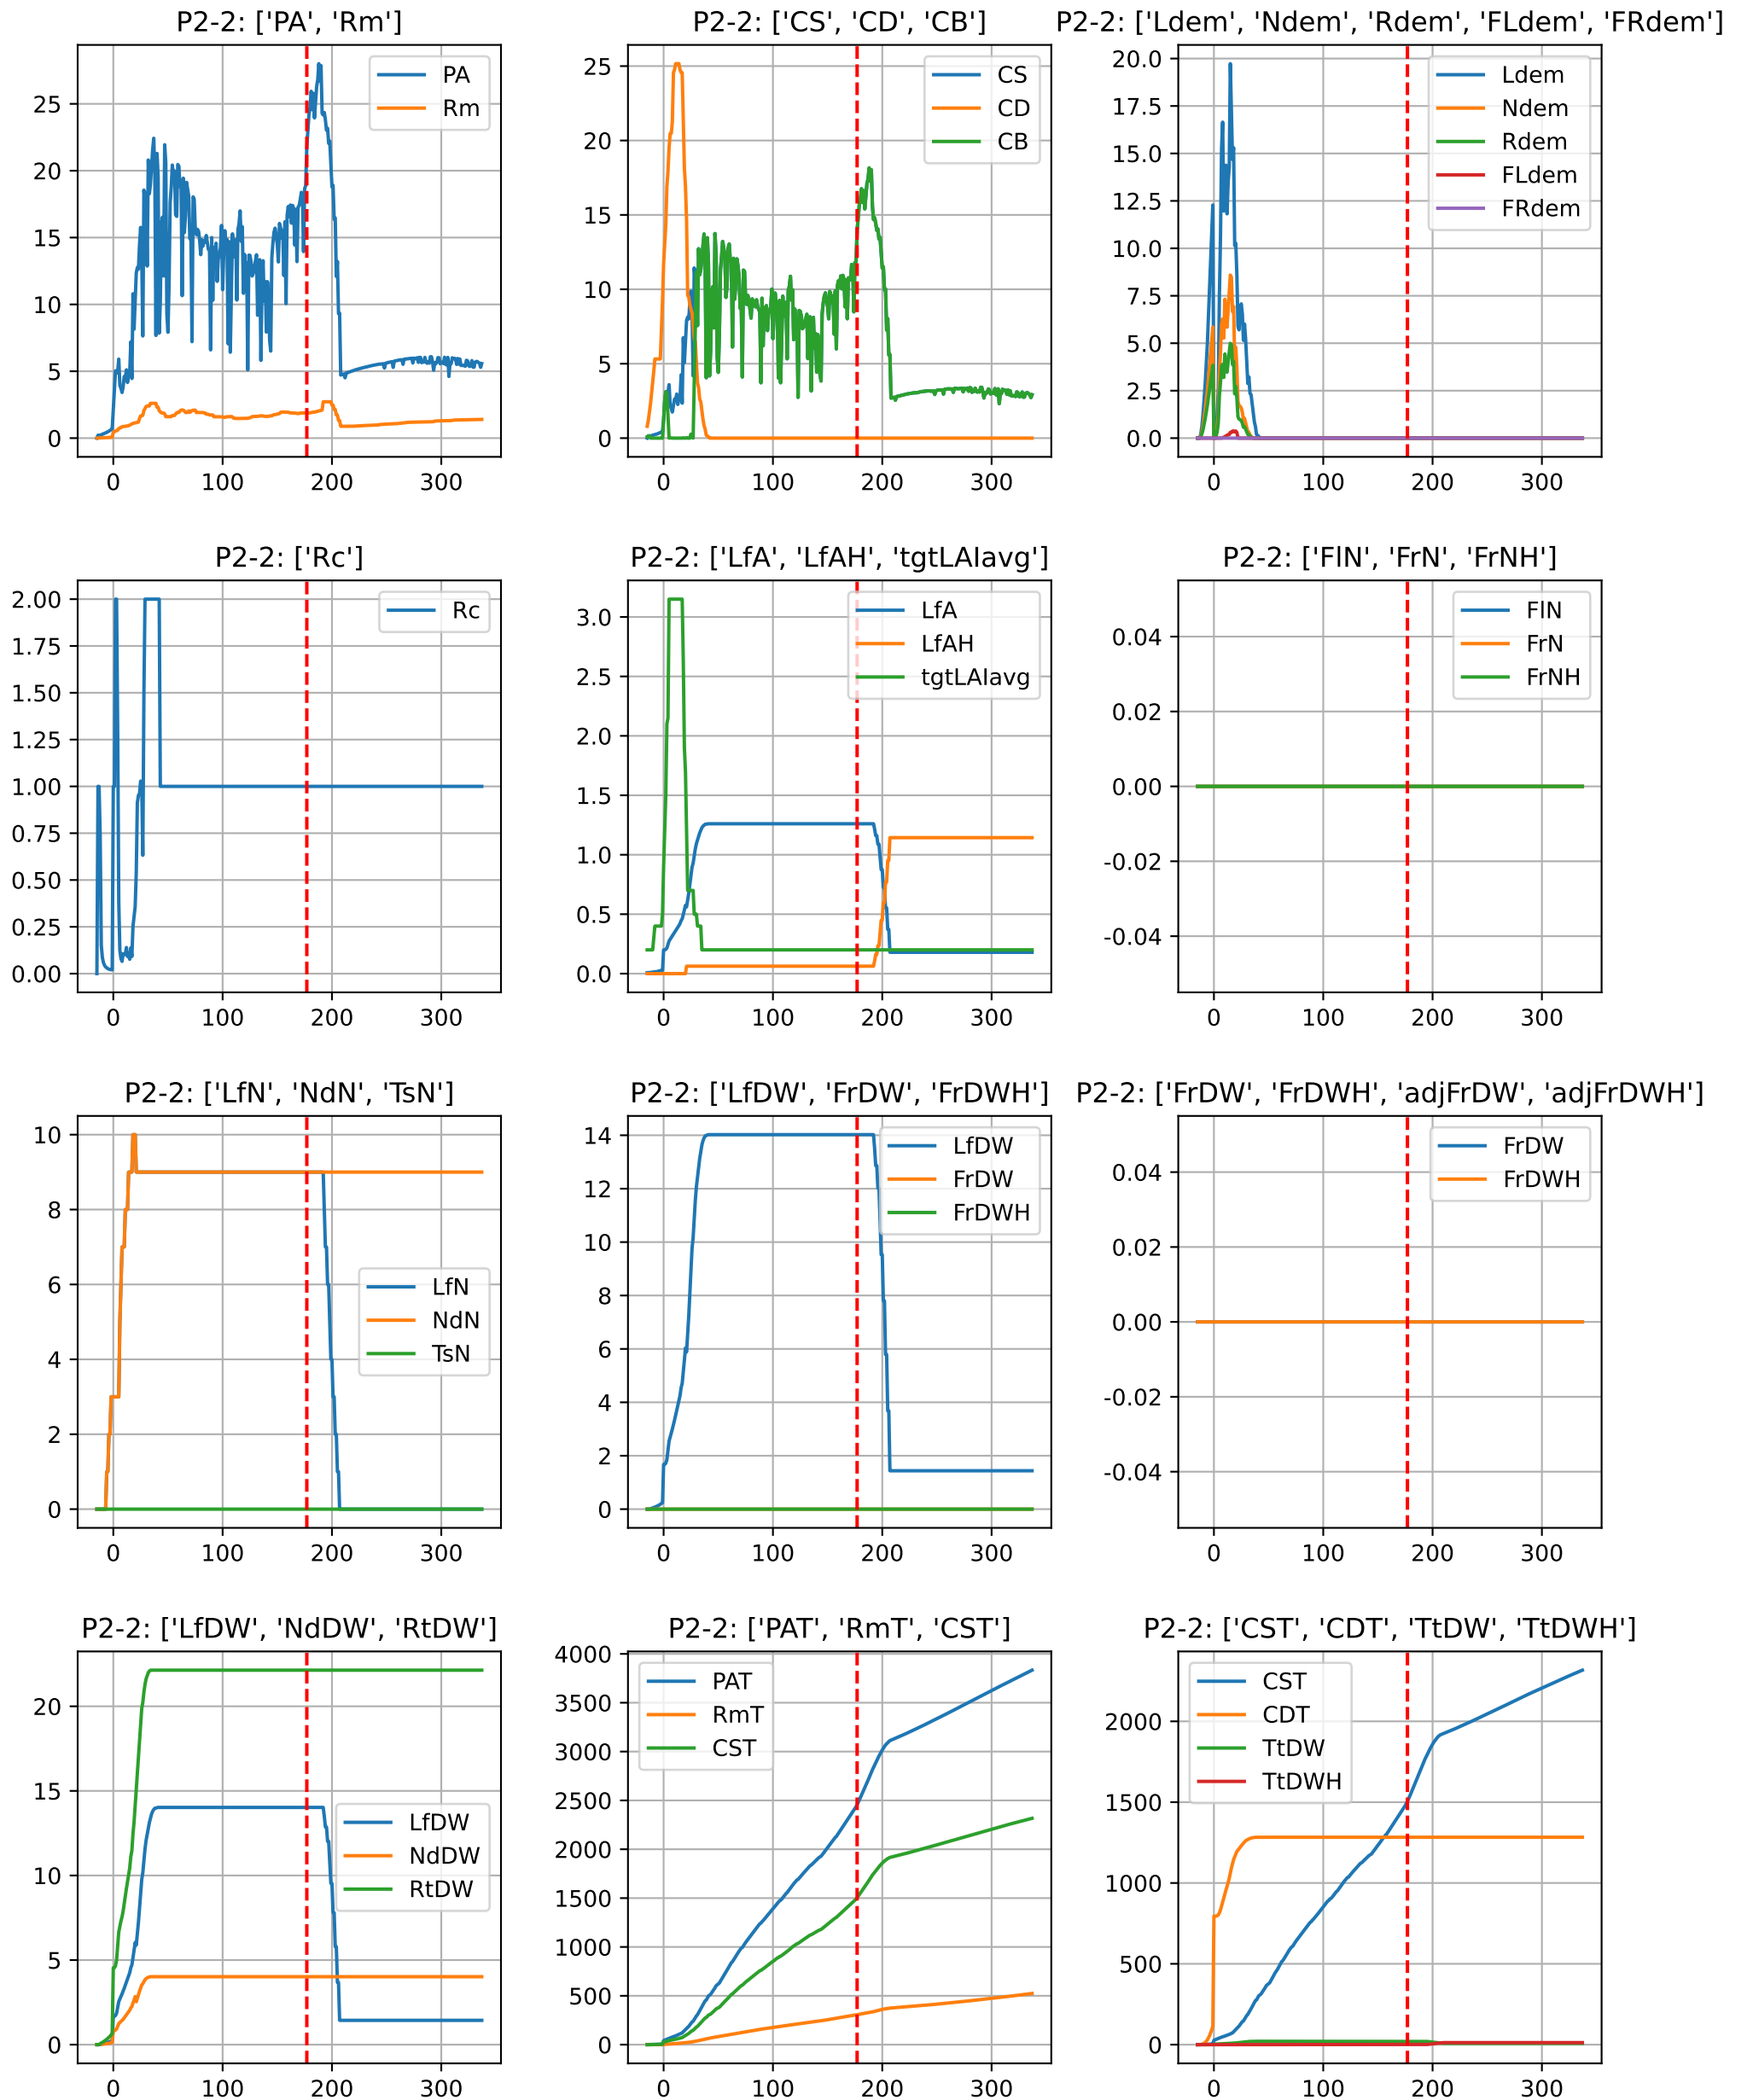 P2-2: ['PA', 'Rm']
25
20
15
10
5
0
0 100 200 300
PA
Rm
P2-2: ['CS', 'CD', 'CB']
25
20
15
10
5
0
0 100 200 300
CS
CD
CB
P2-2: ['Ldem', 'Ndem', 'Rdem', 'FLdem', 'FRdem']
20.0
17.5
15.0
12.5
10.0
7.5
5.0
2.5
0.0
0 100 200 300
Ldem
Ndem
Rdem
FLdem
FRdem
P2-2: ['Rc']
2.00
1.75
1.50
1.25
1.00
0.75
0.50
0.25
0.00
0 100 200 300
Rc
P2-2: ['LfA', 'LfAH', 'tgtLAIavg']
3.0
2.5
2.0
1.5
1.0
0.5
0.0
0 100 200 300
LfA
LfAH
tgtLAIavg
P2-2: ['FlN', 'FrN', 'FrNH']
0.04
0.02
0.00
-0.02
-0.04
0 100 200 300
FlN
FrN
FrNH
P2-2: ['LfN', 'NdN', 'TsN']
10
8
6
4
2
0
0 100 200 300
LfN
NdN
TsN
P2-2: ['LfDW', 'FrDW', 'FrDWH']
14
12
10
8
6
4
2
0
0 100 200 300
LfDW
FrDW
FrDWH
P2-2: ['FrDW', 'FrDWH', 'adjFrDW', 'adjFrDWH']
0.04
0.02
0.00
-0.02
-0.04
0 100 200 300
FrDW
FrDWH
P2-2: ['LfDW', 'NdDW', 'RtDW']
20
15
10
5
0
0 100 200 300
LfDW
NdDW
RtDW
P2-2: ['PAT', 'RmT', 'CST']
4000
3500
3000
2500
2000
1500
1000
500
0
0 100 200 300
PAT
RmT
CST
P2-2: ['CST', 'CDT', 'TtDW', 'TtDWH']
2000
1500
1000
500
0
0 100 200 300
CST
CDT
TtDW
TtDWH